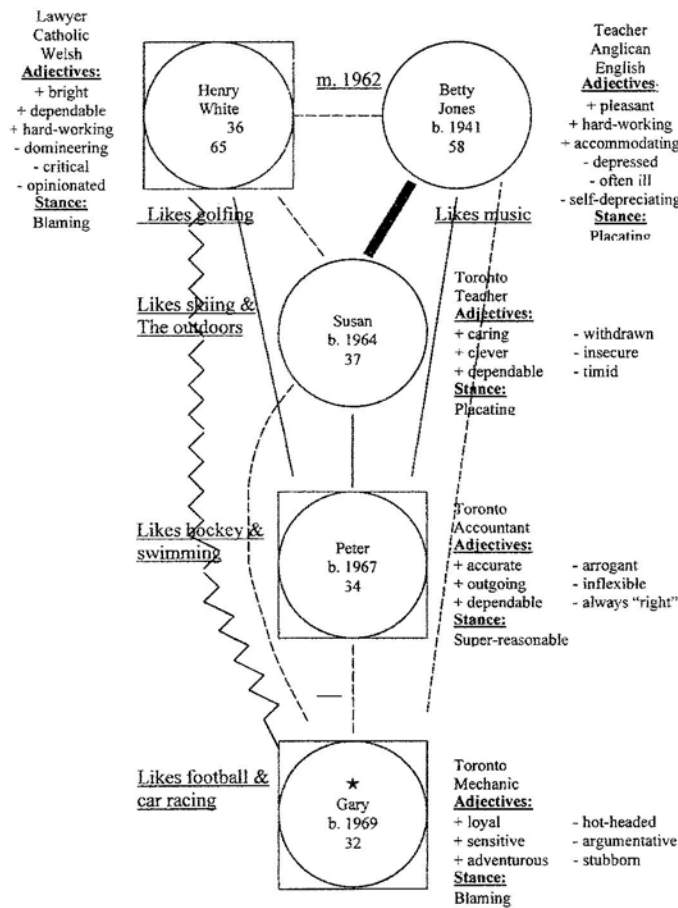 Lawyer
Catholic
Welsh
Adjectives:
+ bright
+ dependable
+ hard-working
- domineering
- critical
- opinionated
Stance:
Blaming
Henry
White
36
65
m. 1962
Betty
Jones
b. 1941
58
Teacher
Anglican
English
Adjectives:
+ pleasant
+ hard-working
+ accommodating
- depressed
- often ill
- self-depreciating
Stance:
Placating
Likes golfing
Likes music
Likes skiing &
The outdoors
Susan
b. 1964
37
Toronto
Teacher
Adjectives:
+ caring - withdrawn
+ clever - insecure
+ dependable - timid
Stance:
Placating
Likes hockey &
swimming
Peter
b. 1967
34
Toronto
Accountant
Adjectives:
+ accurate - arrogant
+ outgoing - inflexible
+ dependable - always "right"
Stance:
Super-reasonable
Likes football &
car racing
★
Gary
b. 1969
32
Toronto
Mechanic
Adjectives:
+ loyal - hot-headed
+ sensitive - argumentative
+ adventurous - stubborn
Stance:
Blaming